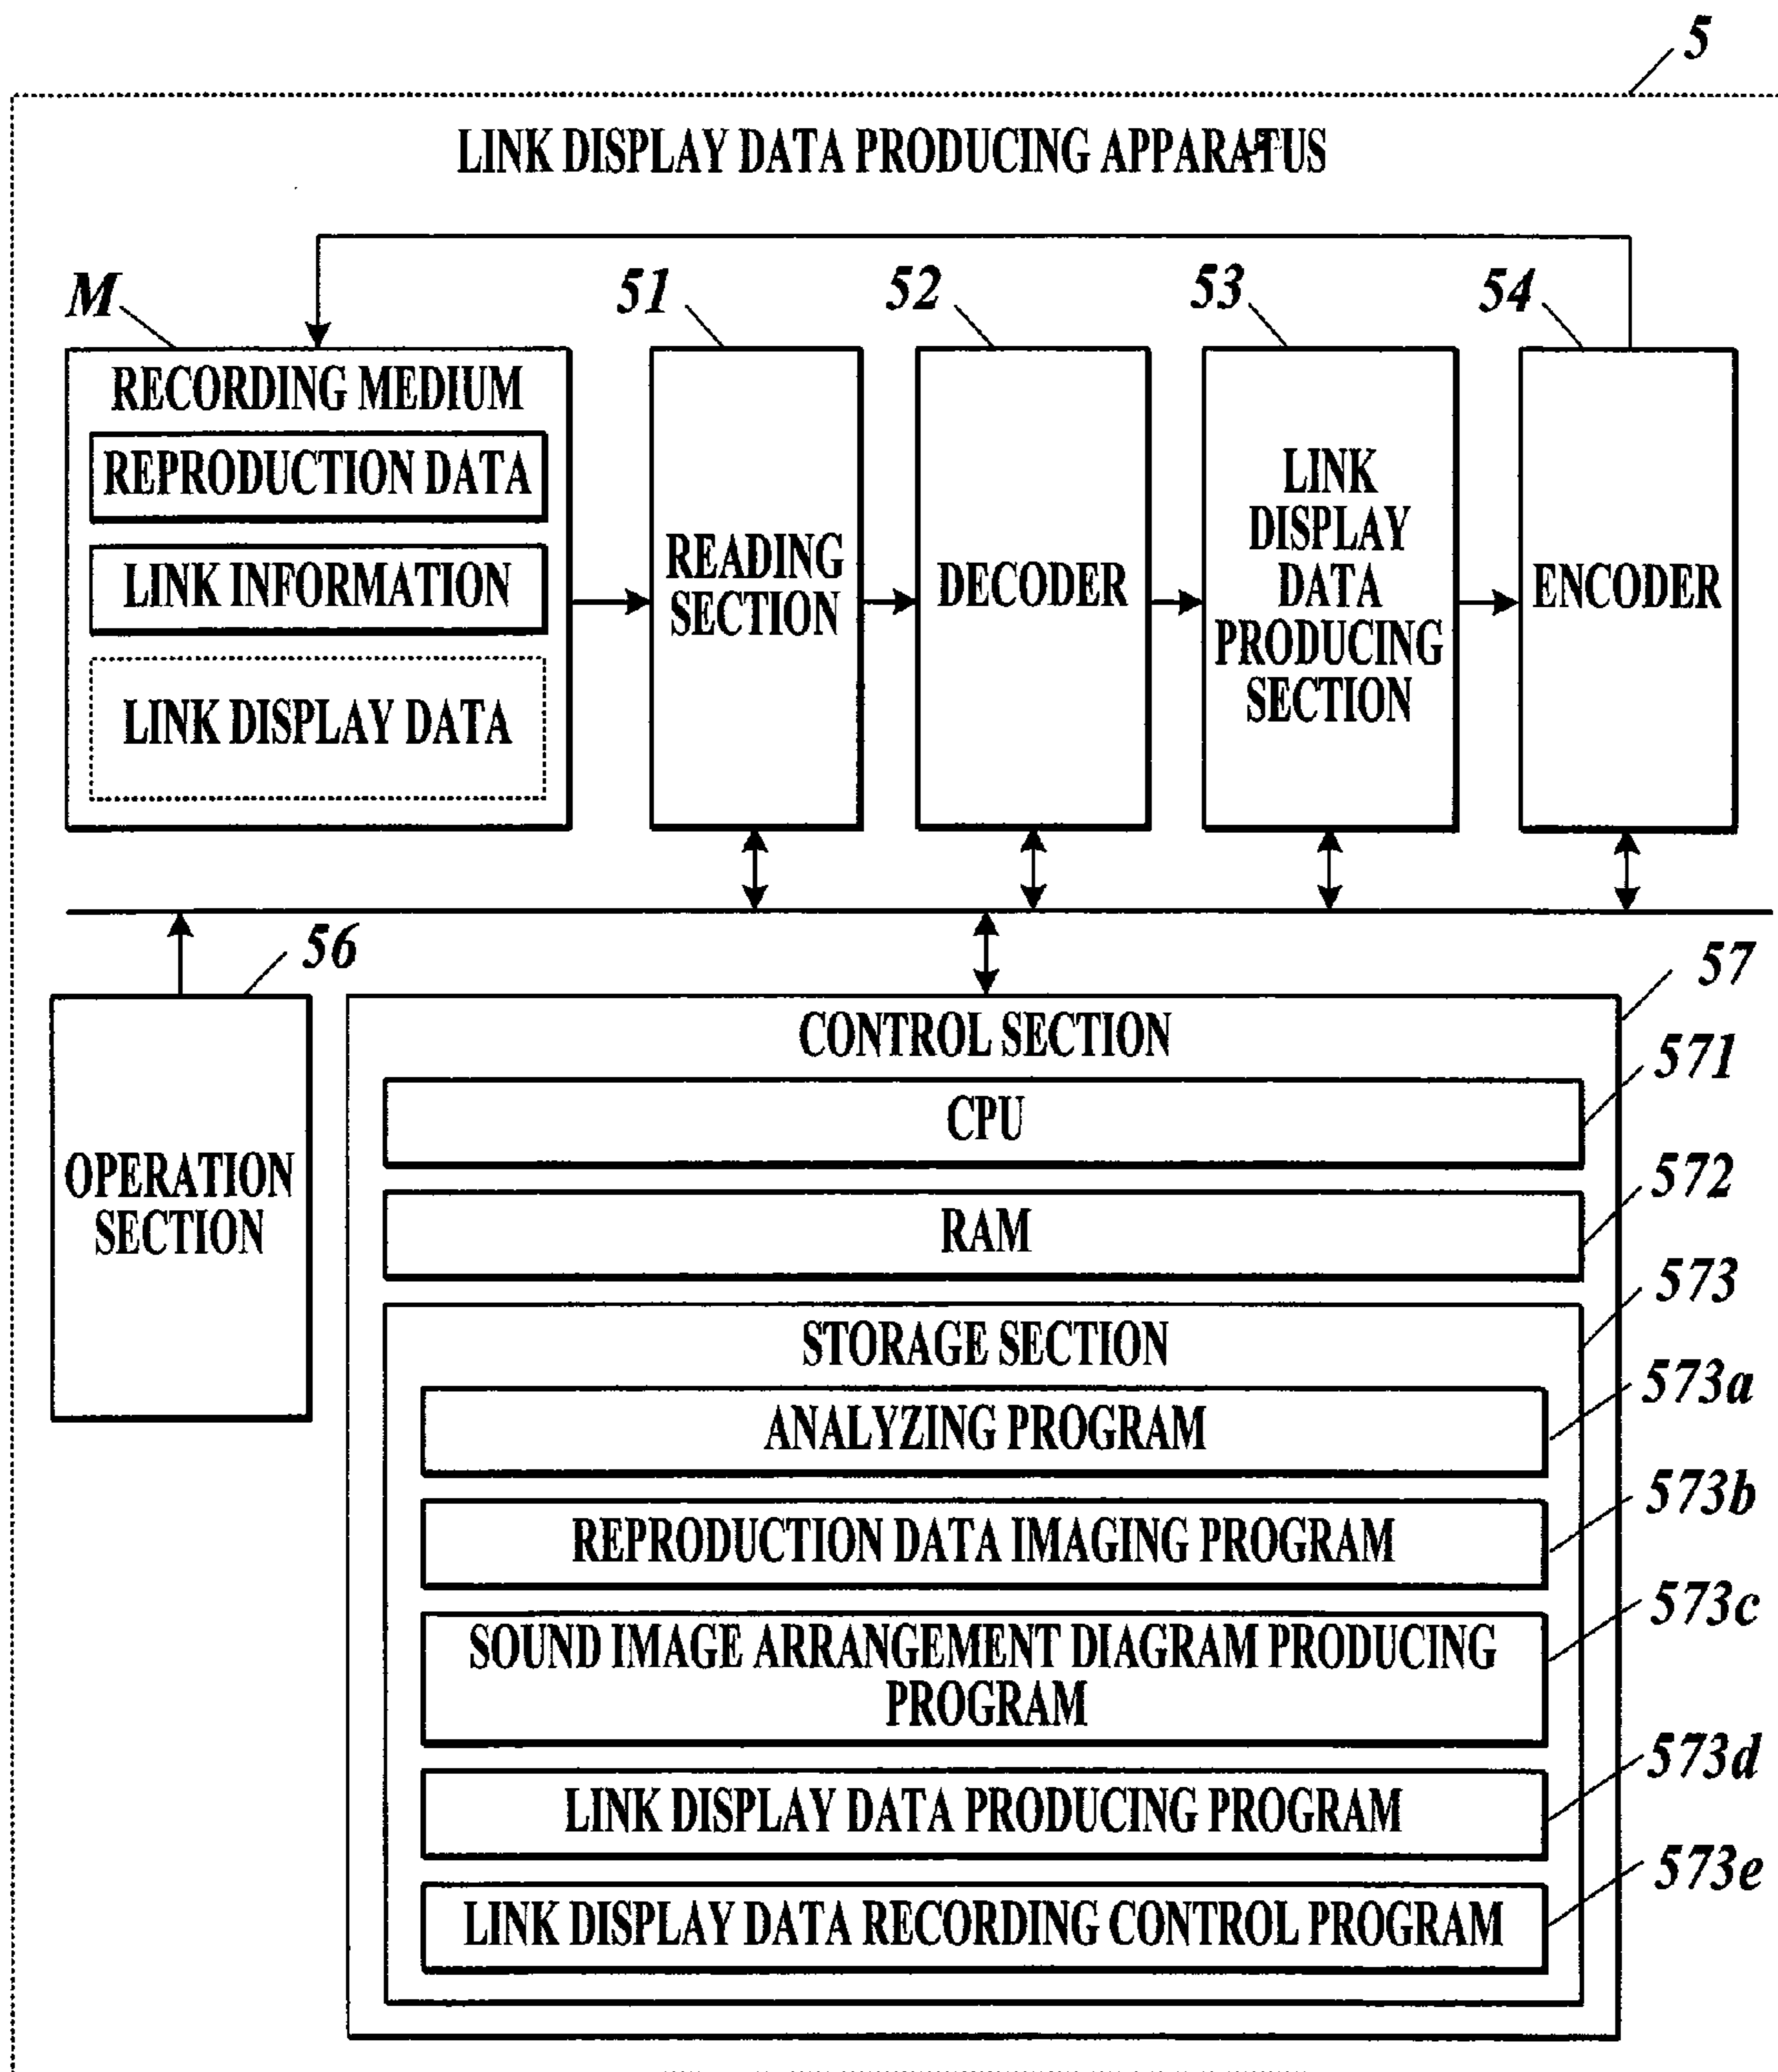 5
LINK DISPLAY DATA PRODUCING APPARATUS
M
51
52
53
54
RECORDING MEDIUM
REPRODUCTION DATA
LINK INFORMATION
LINK DISPLAY DATA
READING
SECTION
DECODER
LINK
DISPLAY
DATA
PRODUCING
SECTION
ENCODER
56
OPERATION
SECTION
57
CONTROL SECTION
571
CPU
572
RAM
573
STORAGE SECTION
573a
ANALYZING PROGRAM
573b
REPRODUCTION DATA IMAGING PROGRAM
573c
SOUND IMAGE ARRANGEMENT DIAGRAM PRODUCING
PROGRAM
573d
LINK DISPLAY DATA PRODUCING PROGRAM
573e
LINK DISPLAY DATA RECORDING CONTROL PROGRAM